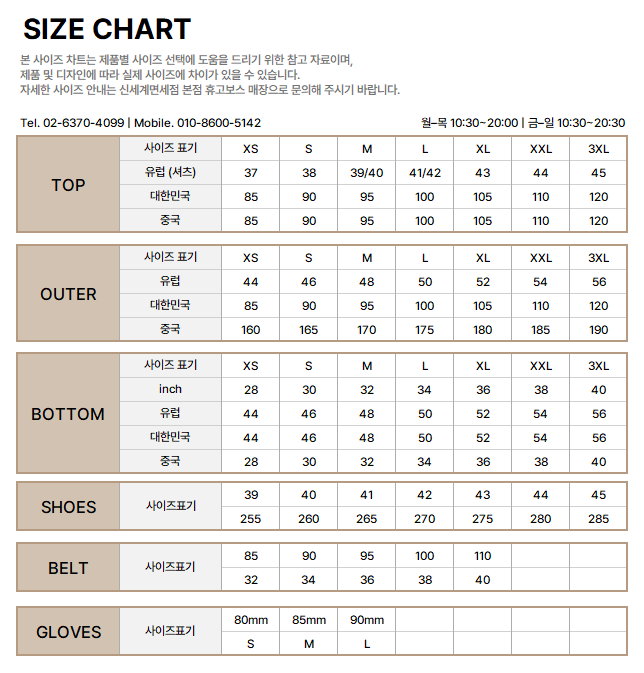 SIZE CHART
본 사이즈 차트는 제품별 사이즈 선택에 도움을 드리기 위한 참고 자료이며,
제품 및 디자인에 따라 실제 사이즈에 차이가 있을 수 있습니다.
자세한 사이즈 안내는 신세계면세점 본점 휴고보스 매장으로 문의해 주시기 바랍니다.
Tel. 02-6370-4099 | Mobile. 010-8600-5142 월–목 10:30~20:00 | 금–일 10:30~20:30
TOP
사이즈 표기 XS S M L XL XXL 3XL
유럽 (셔츠) 37 38 39/40 41/42 43 44 45
대한민국 85 90 95 100 105 110 120
중국 85 90 95 100 105 110 120
OUTER
사이즈 표기 XS S M L XL XXL 3XL
유럽 44 46 48 50 52 54 56
대한민국 85 90 95 100 105 110 120
중국 160 165 170 175 180 185 190
BOTTOM
사이즈 표기 XS S M L XL XXL 3XL
inch 28 30 32 34 36 38 40
유럽 44 46 48 50 52 54 56
대한민국 44 46 48 50 52 54 56
중국 28 30 32 34 36 38 40
SHOES
사이즈표기
39 40 41 42 43 44 45
255 260 265 270 275 280 285
BELT
사이즈표기
85 90 95 100 110
32 34 36 38 40
GLOVES
사이즈표기
80mm 85mm 90mm
S M L